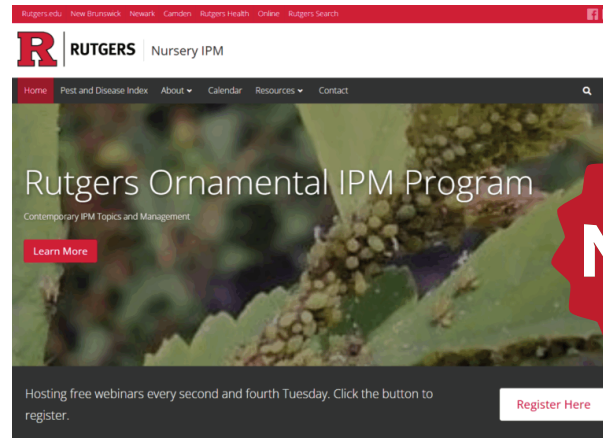 Rutgers.edu New Brunswick Newark Camden Rutgers Health Online Rutgers Search
R RUTGERS Nursery IPM
Home Pest and Disease Index About Calendar Resources Contact
Rutgers Ornamental IPM Program
Contemporary IPM Topics and Management
Learn More
Hosting free webinars every second and fourth Tuesday. Click the button to
register.
Register Here